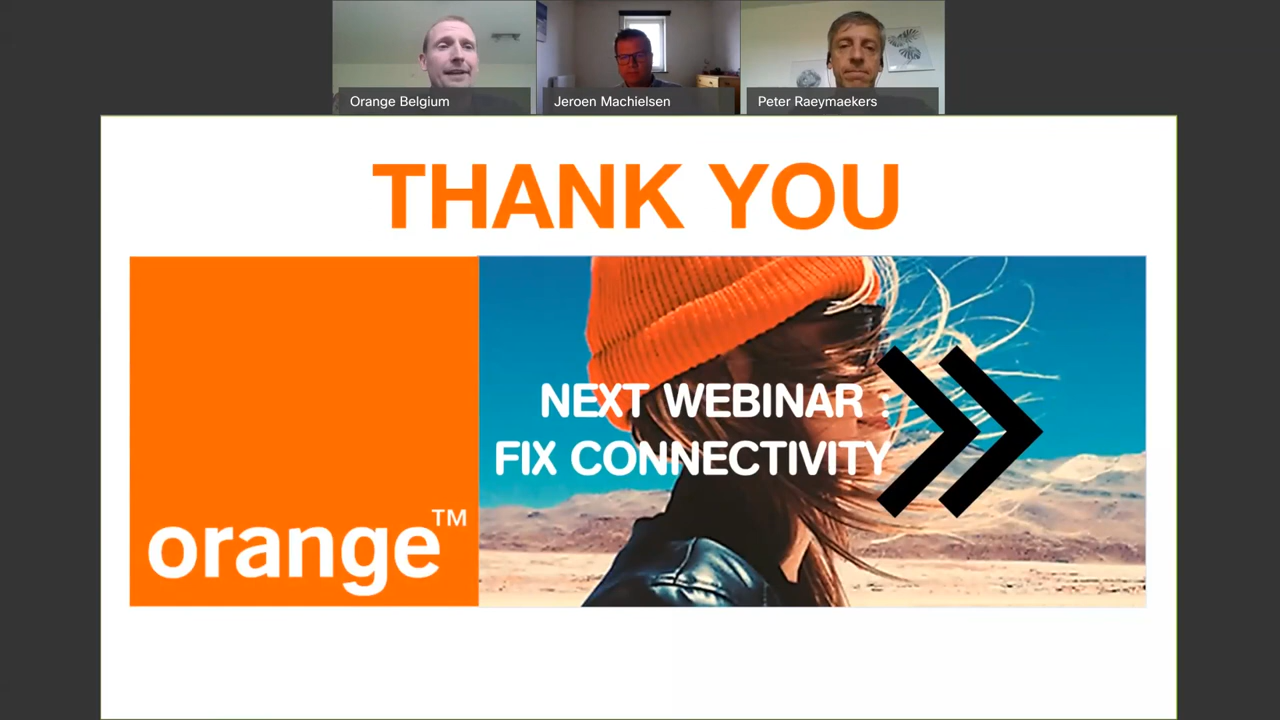 Orange Belgium
Jeroen Machielsen
Peter Raeymaekers
THANK YOU
NEXT WEBINAR :
FIX CONNECTIVITY
orange™